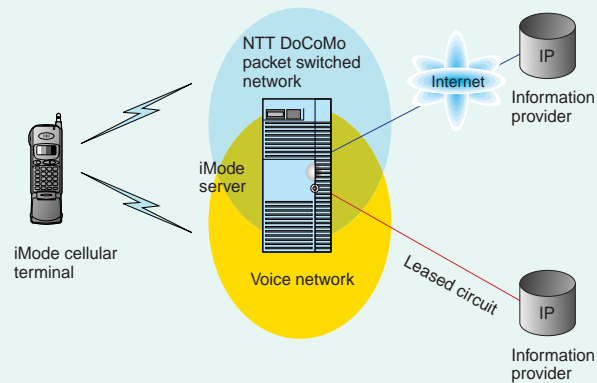 NTT DoCoMo
packet switched
network
IP
Internet
Information
provider
iMode
server
iMode cellular
terminal
Voice network
Leased circuit
IP
Information
provider